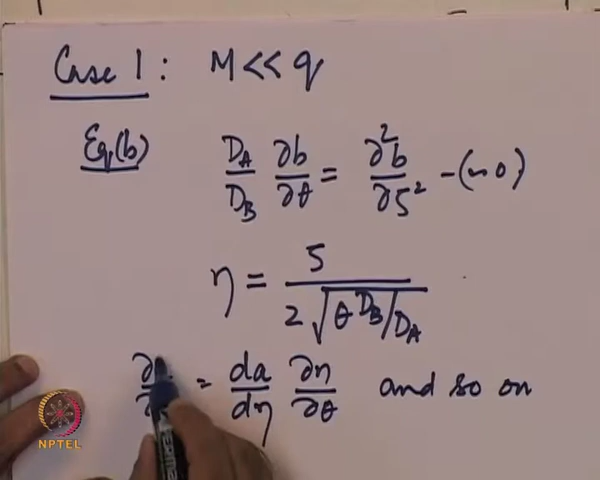 Case 1: M << q
Eq(b) D_A/D_B ∂b/∂θ = ∂²b/∂ζ² - (~0)
η = ζ / 2√(θ D_B/D_A)
= da/dη ∂η/∂θ and so on
NPTEL